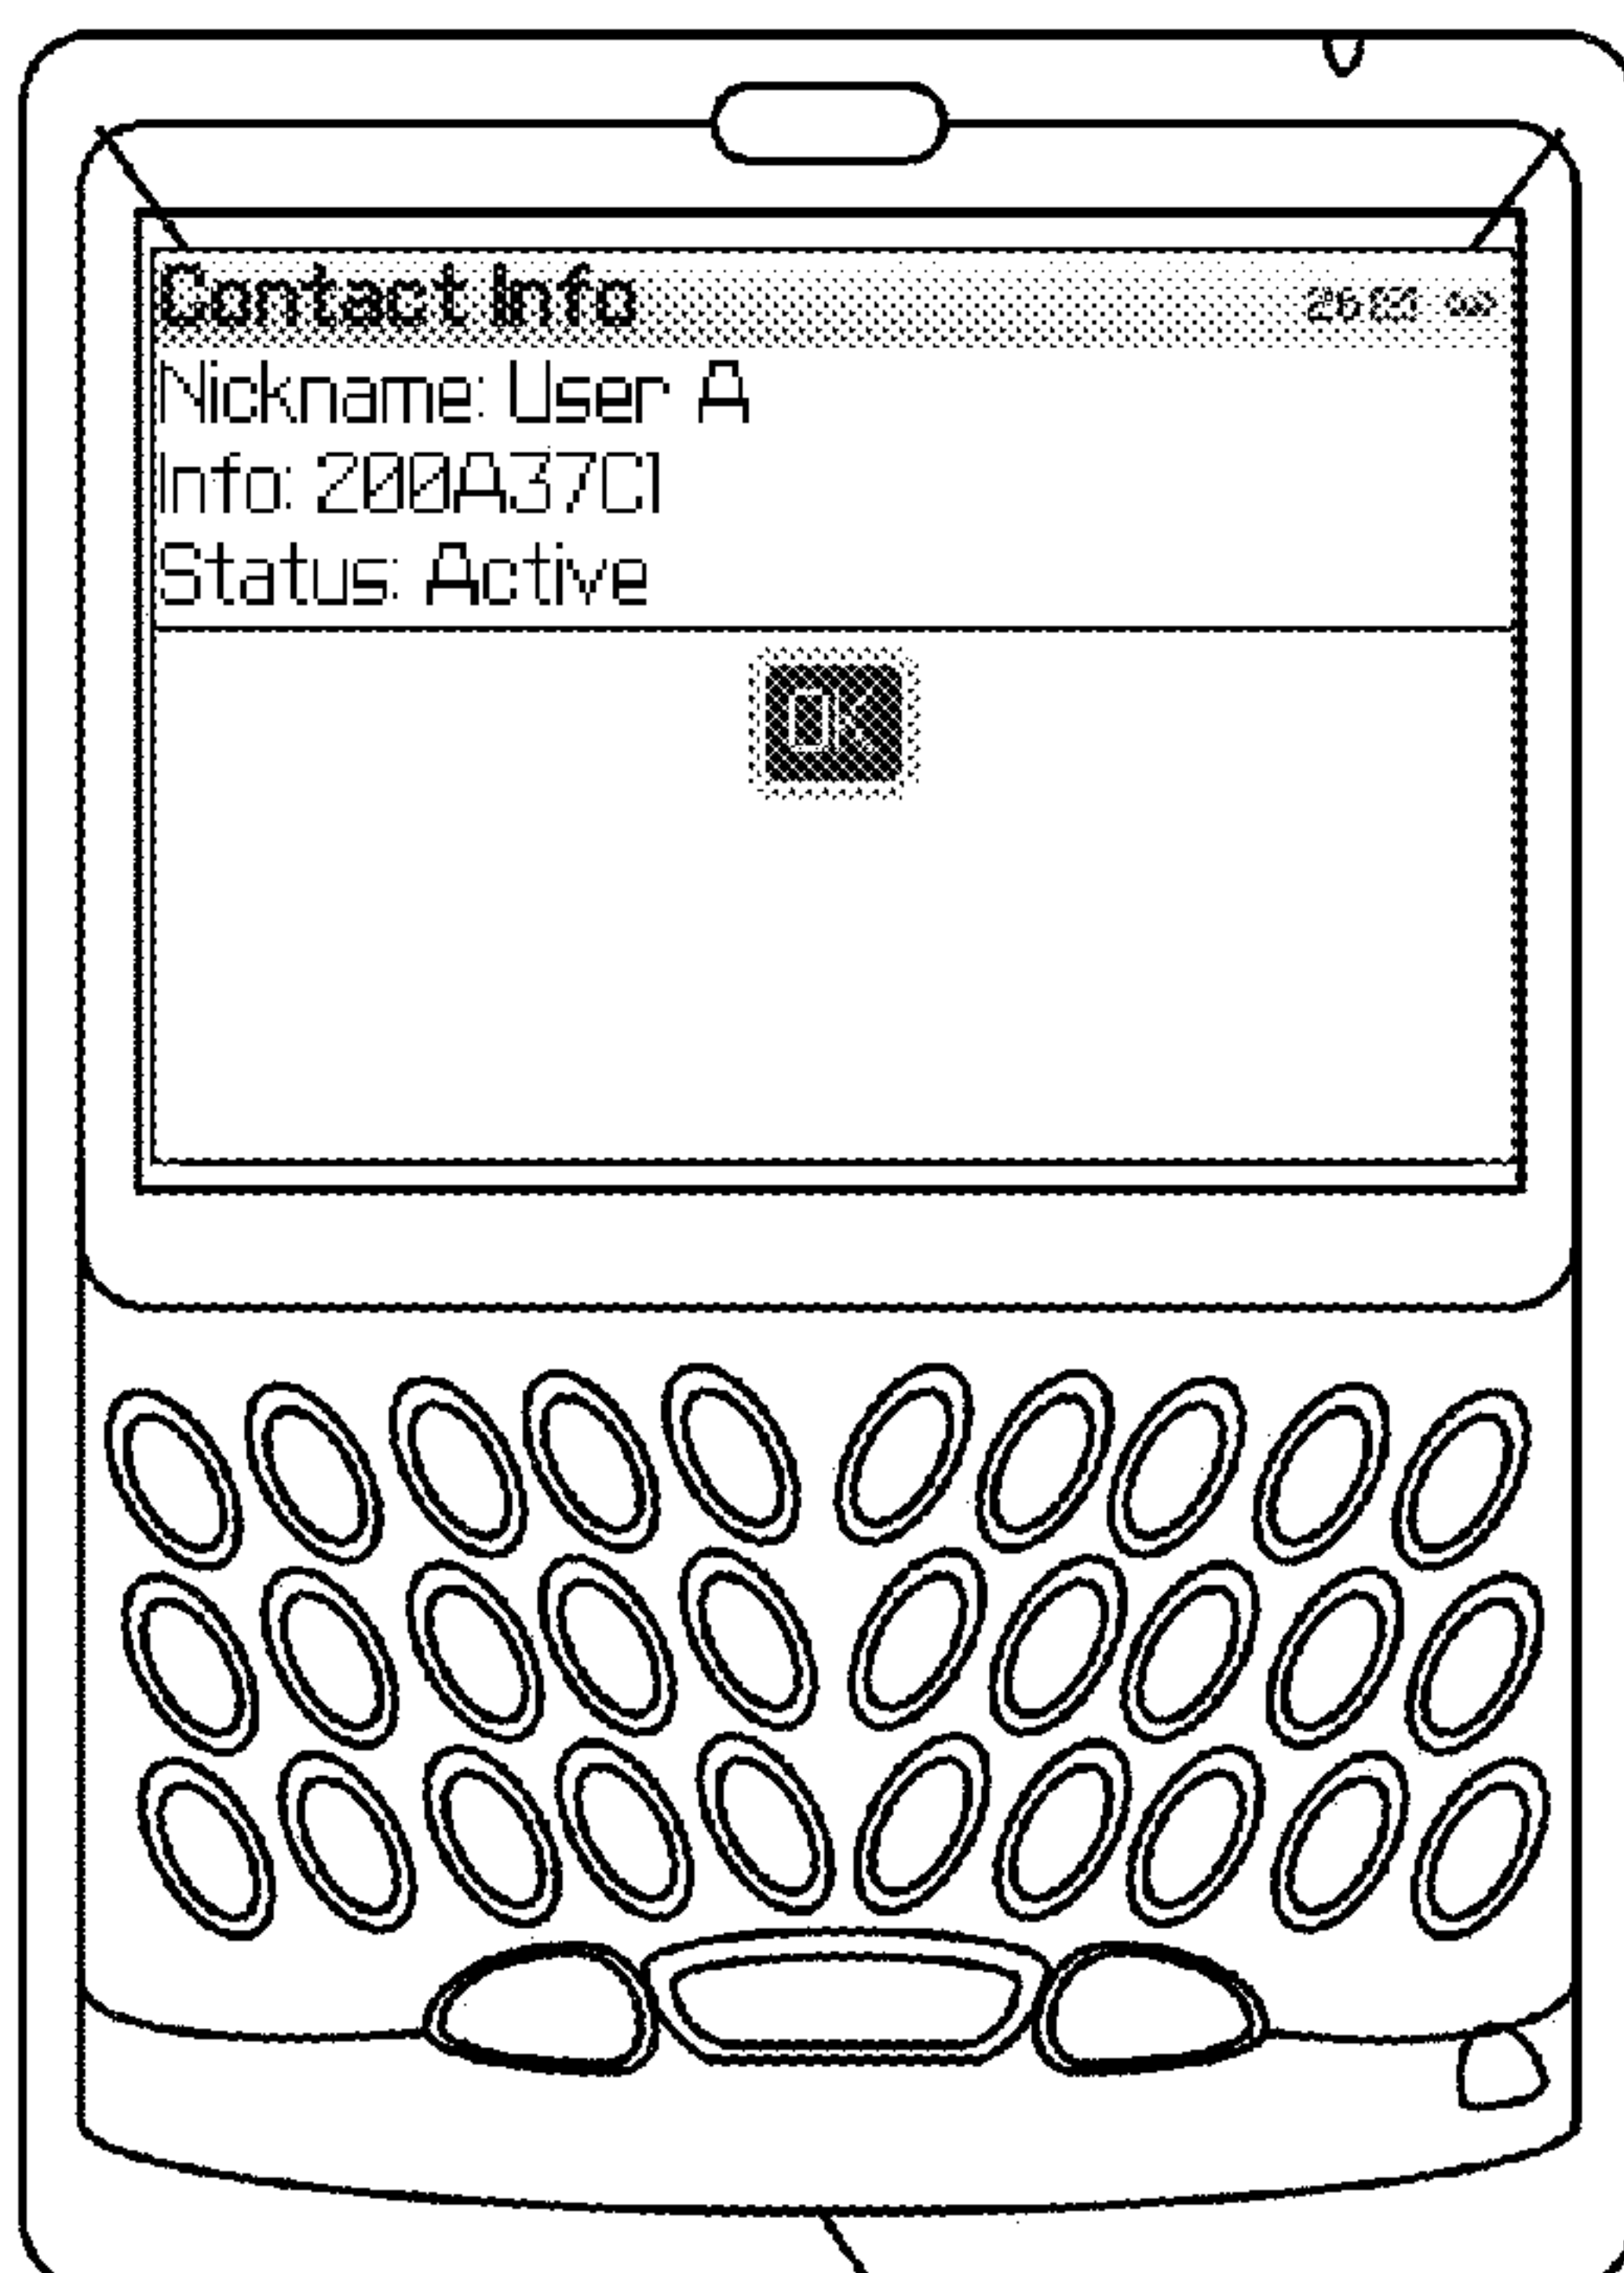 Contact Info
Nickname: User A
Info: 200A37C1
Status: Active
OK